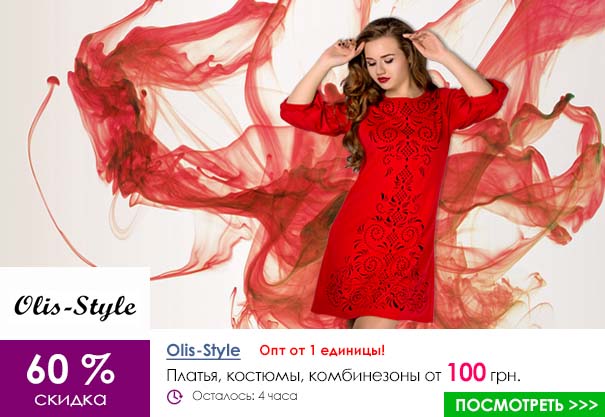 Olis-Style
60 %
скидка
Olis-Style Опт от 1 единицы!
Платья, костюмы, комбинезоны от 100 грн.
Осталось: 4 часа
ПОСМОТРЕТЬ >>>